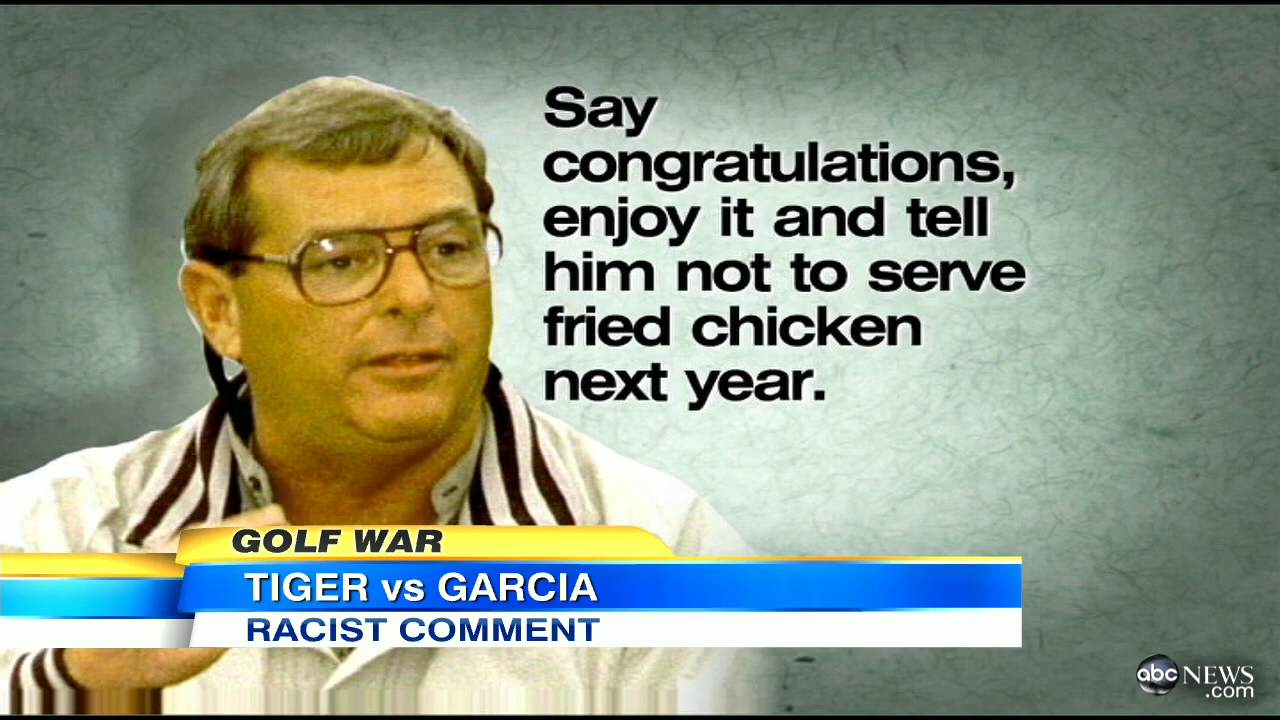 Say
congratulations,
enjoy it and tell
him not to serve
fried chicken
next year.
GOLF WAR
TIGER vs GARCIA
RACIST COMMENT
abc NEWS
.com